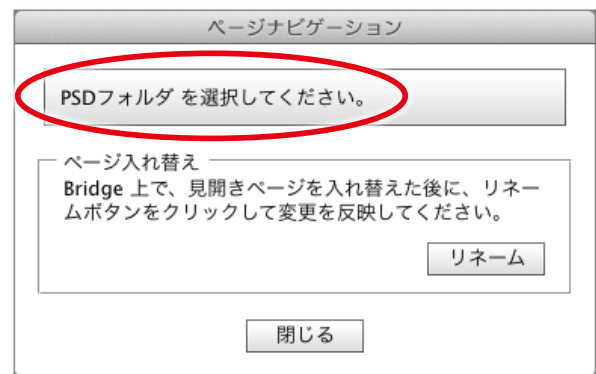 ページナビゲーション
PSDフォルダ を選択してください。
ページ入れ替え
Bridge 上で、見開きページを入れ替えた後に、リネー
ムボタンをクリックして変更を反映してください。
リネーム
閉じる